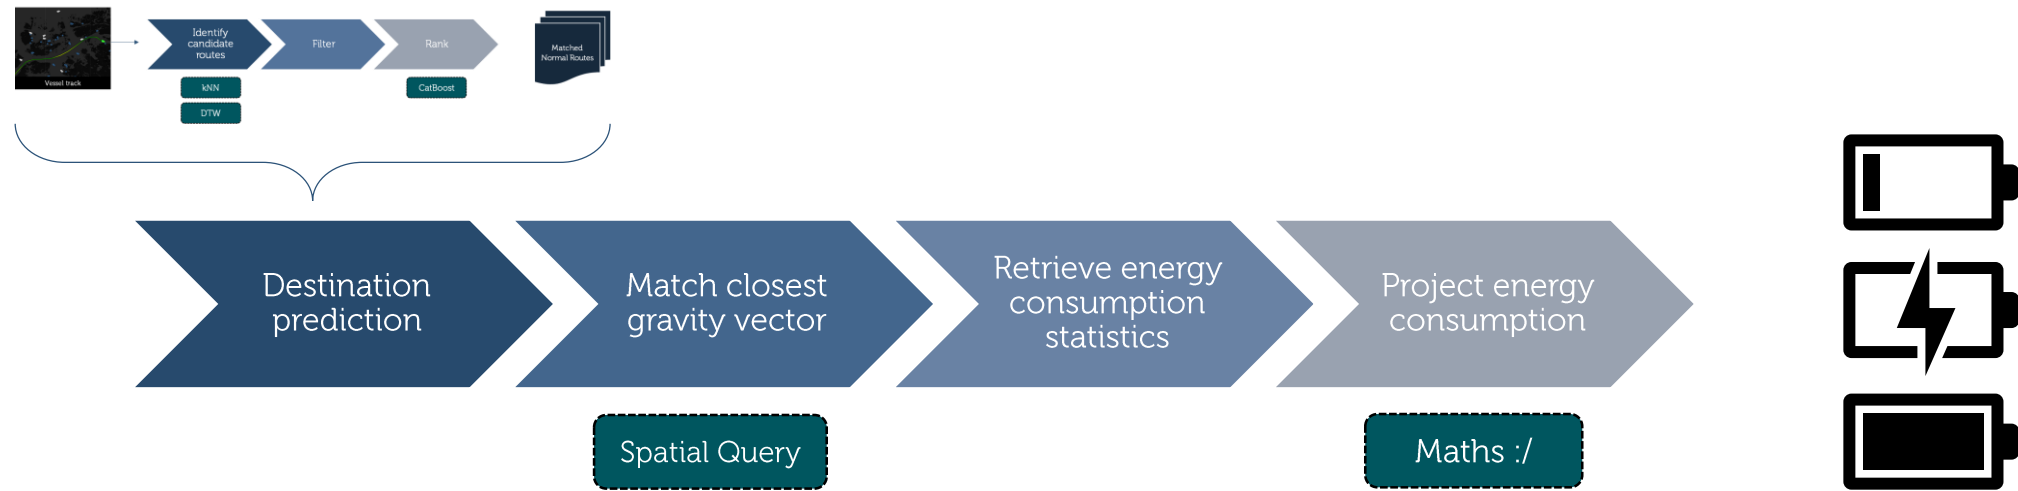 Vessel track
Identify
candidate
routes
Filter
Rank
Matched
Normal Routes
kNN
DTW
CatBoost
Destination
prediction
Match closest
gravity vector
Retrieve energy
consumption
statistics
Project energy
consumption
Spatial Query
Maths :/